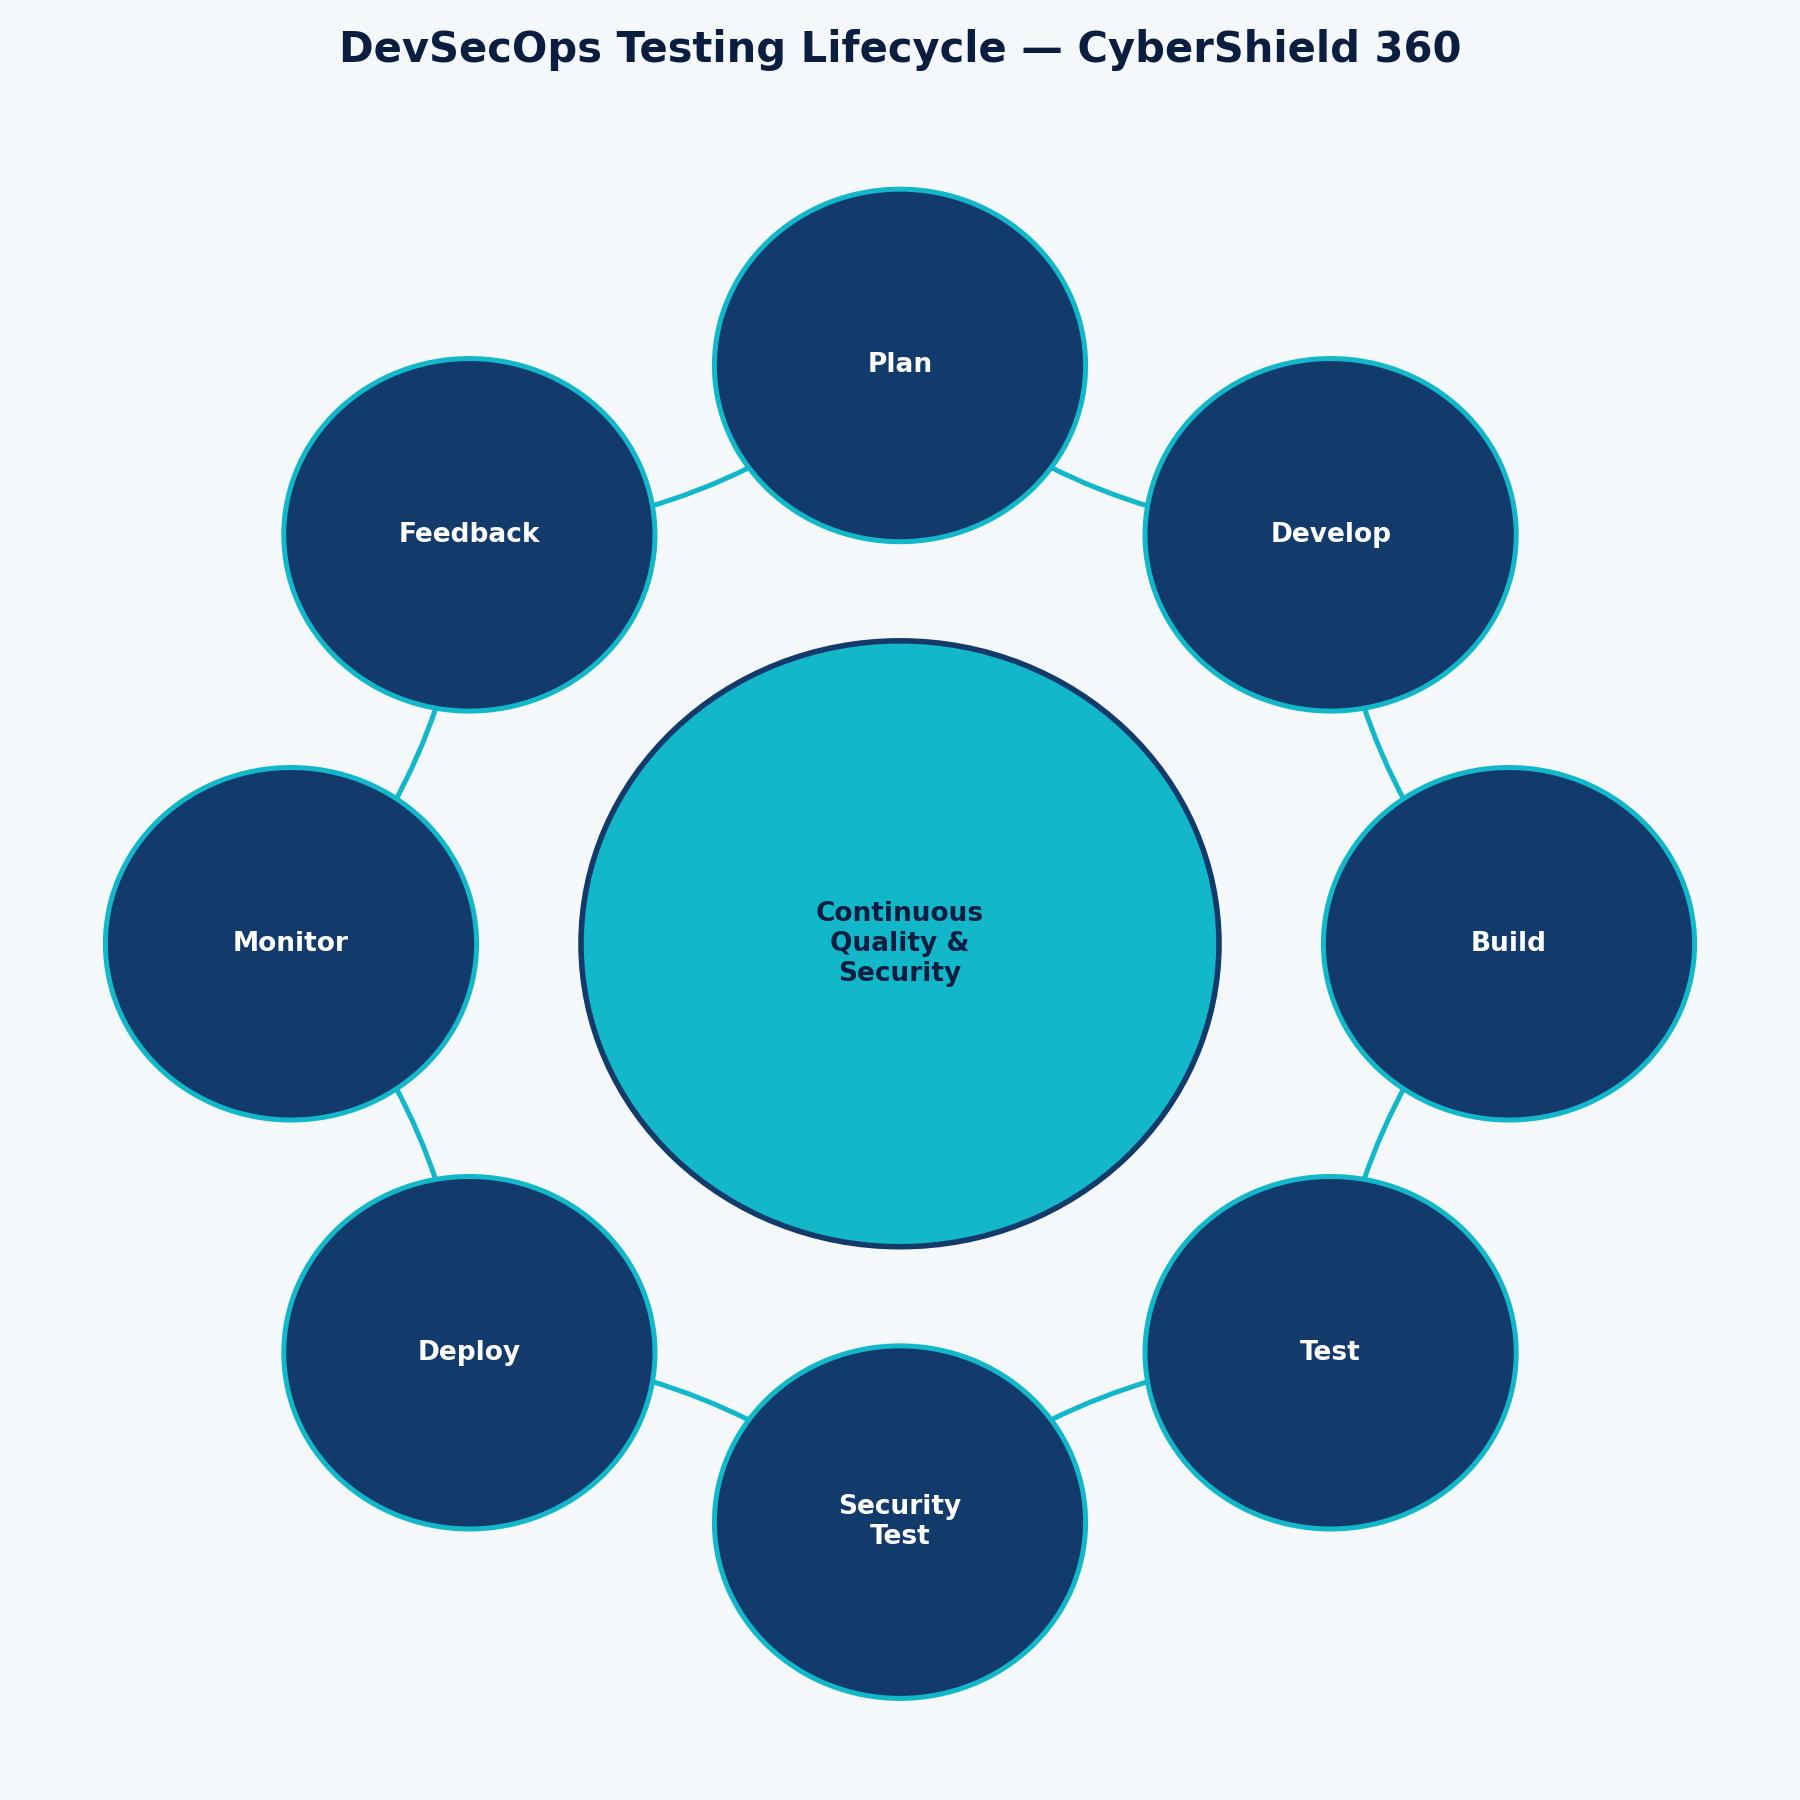 DevSecOps Testing Lifecycle — CyberShield 360
Plan
Feedback
Develop
Continuous
Quality &
Security
Monitor
Build
Deploy
Test
Security
Test